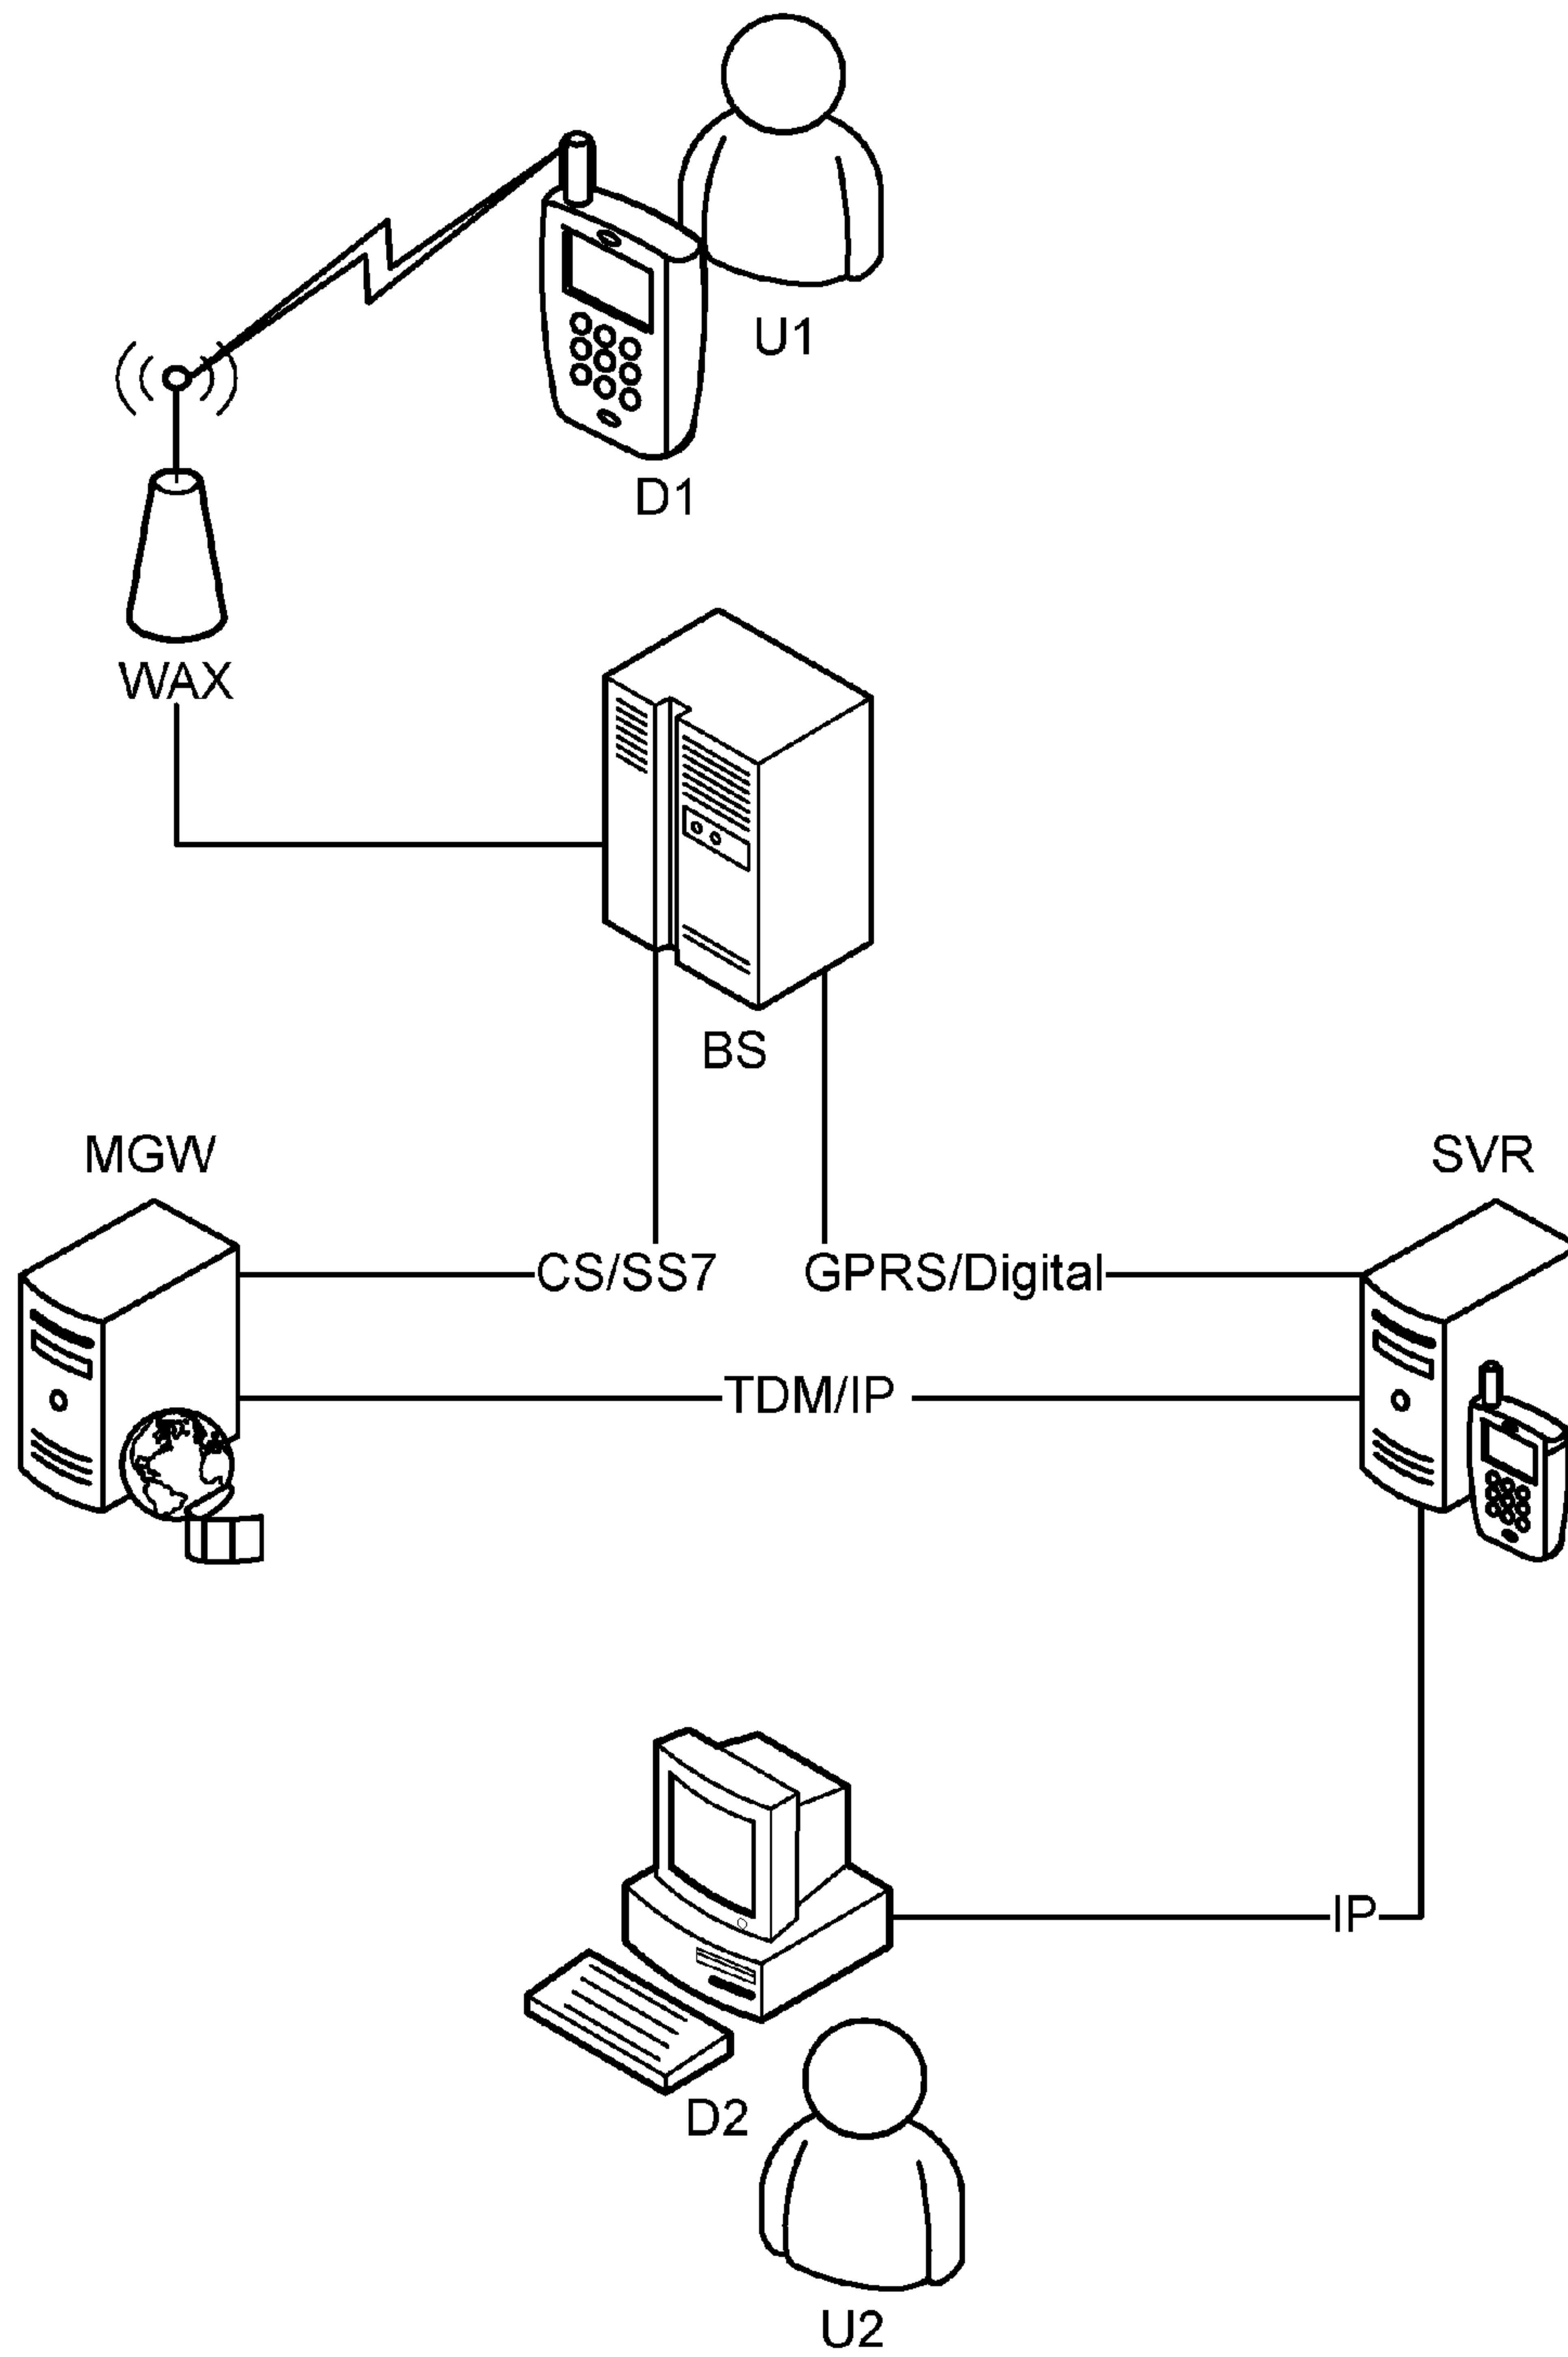 U1
D1
WAX
BS
MGW
SVR
CS/SS7
GPRS/Digital
TDM/IP
IP
D2
U2